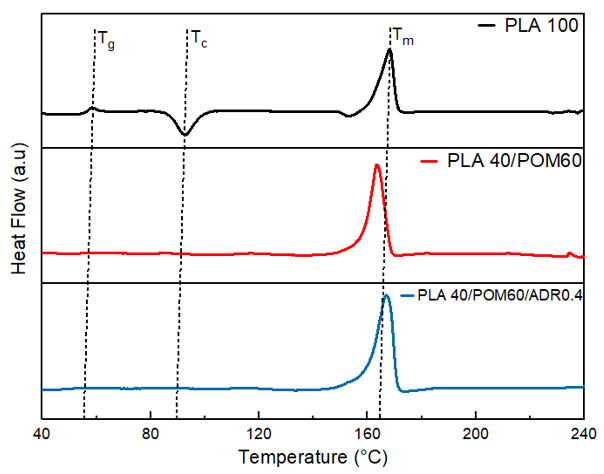 Tg
Tc
Tm
PLA 100
PLA 40/POM60
PLA 40/POM60/ADR0.4
Heat Flow (a.u)
40
80
120
160
200
240
Temperature (°C)